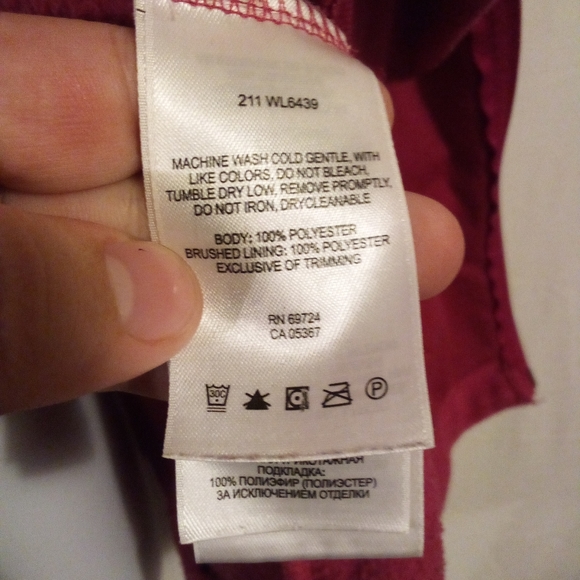 211 WL6439
MACHINE WASH COLD GENTLE, WITH
LIKE COLORS, DO NOT BLEACH,
TUMBLE DRY LOW, REMOVE PROMPTLY,
DO NOT IRON, DRYCLEANABLE
BODY: 100% POLYESTER
BRUSHED LINING: 100% POLYESTER
EXCLUSIVE OF TRIMMING
RN 69724
CA 05367
30C
P
ПОДКЛАДКА:
100% ПОЛИЭФИР (ПОЛИЭСТЕР)
ЗА ИСКЛЮЧЕНИЕМ ОТДЕЛКИ